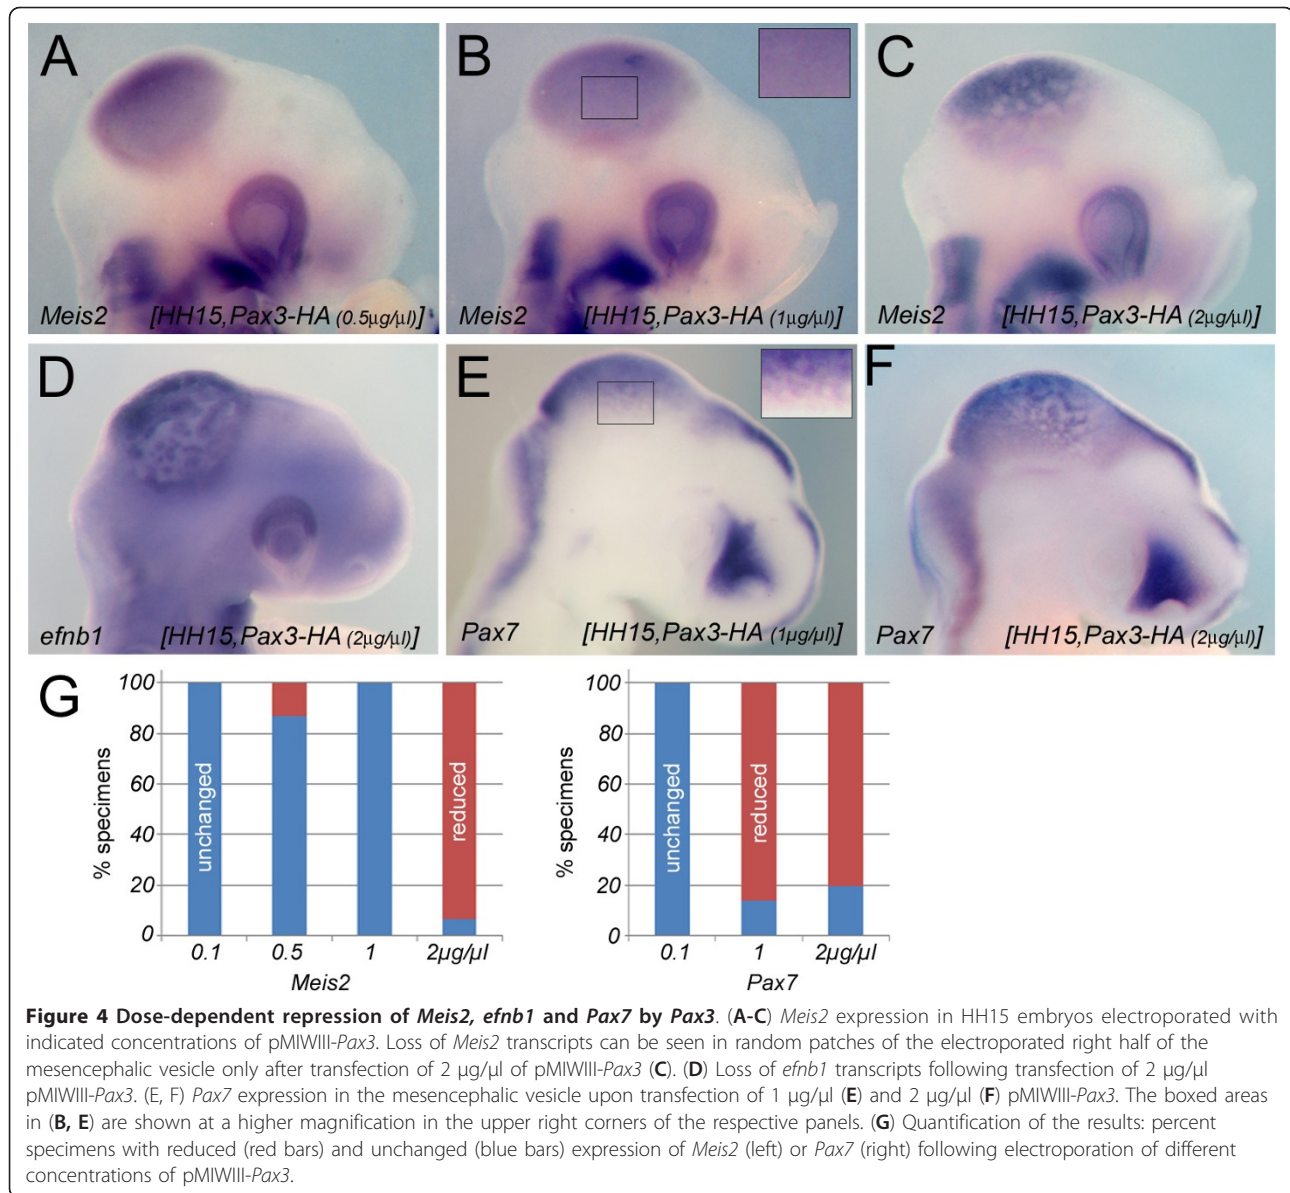 A
B
C
Meis2 [HH15,Pax3-HA (0.5µg/µl)]
Meis2 [HH15,Pax3-HA (1µg/µl)]
Meis2 [HH15,Pax3-HA (2µg/µl)]
D
E
F
efnb1 [HH15,Pax3-HA (2µg/µl)]
Pax7 [HH15,Pax3-HA (1µg/µl)]
Pax7 [HH15,Pax3-HA (2µg/µl)]
G
% specimens
100
80
60
40
20
0
unchanged
reduced
0.1 0.5 1 2µg/µl
Meis2
% specimens
100
80
60
40
20
0
unchanged
reduced
0.1 1 2µg/µl
Pax7
Figure 4 Dose-dependent repression of Meis2, efnb1 and Pax7 by Pax3. (A-C) Meis2 expression in HH15 embryos electroporated with
indicated concentrations of pMIWIII-Pax3. Loss of Meis2 transcripts can be seen in random patches of the electroporated right half of the
mesencephalic vesicle only after transfection of 2 µg/µl of pMIWIII-Pax3 (C). (D) Loss of efnb1 transcripts following transfection of 2 µg/µl
pMIWIII-Pax3. (E, F) Pax7 expression in the mesencephalic vesicle upon transfection of 1 µg/µl (E) and 2 µg/µl (F) pMIWIII-Pax3. The boxed areas
in (B, E) are shown at a higher magnification in the upper right corners of the respective panels. (G) Quantification of the results: percent
specimens with reduced (red bars) and unchanged (blue bars) expression of Meis2 (left) or Pax7 (right) following electroporation of different
concentrations of pMIWIII-Pax3.